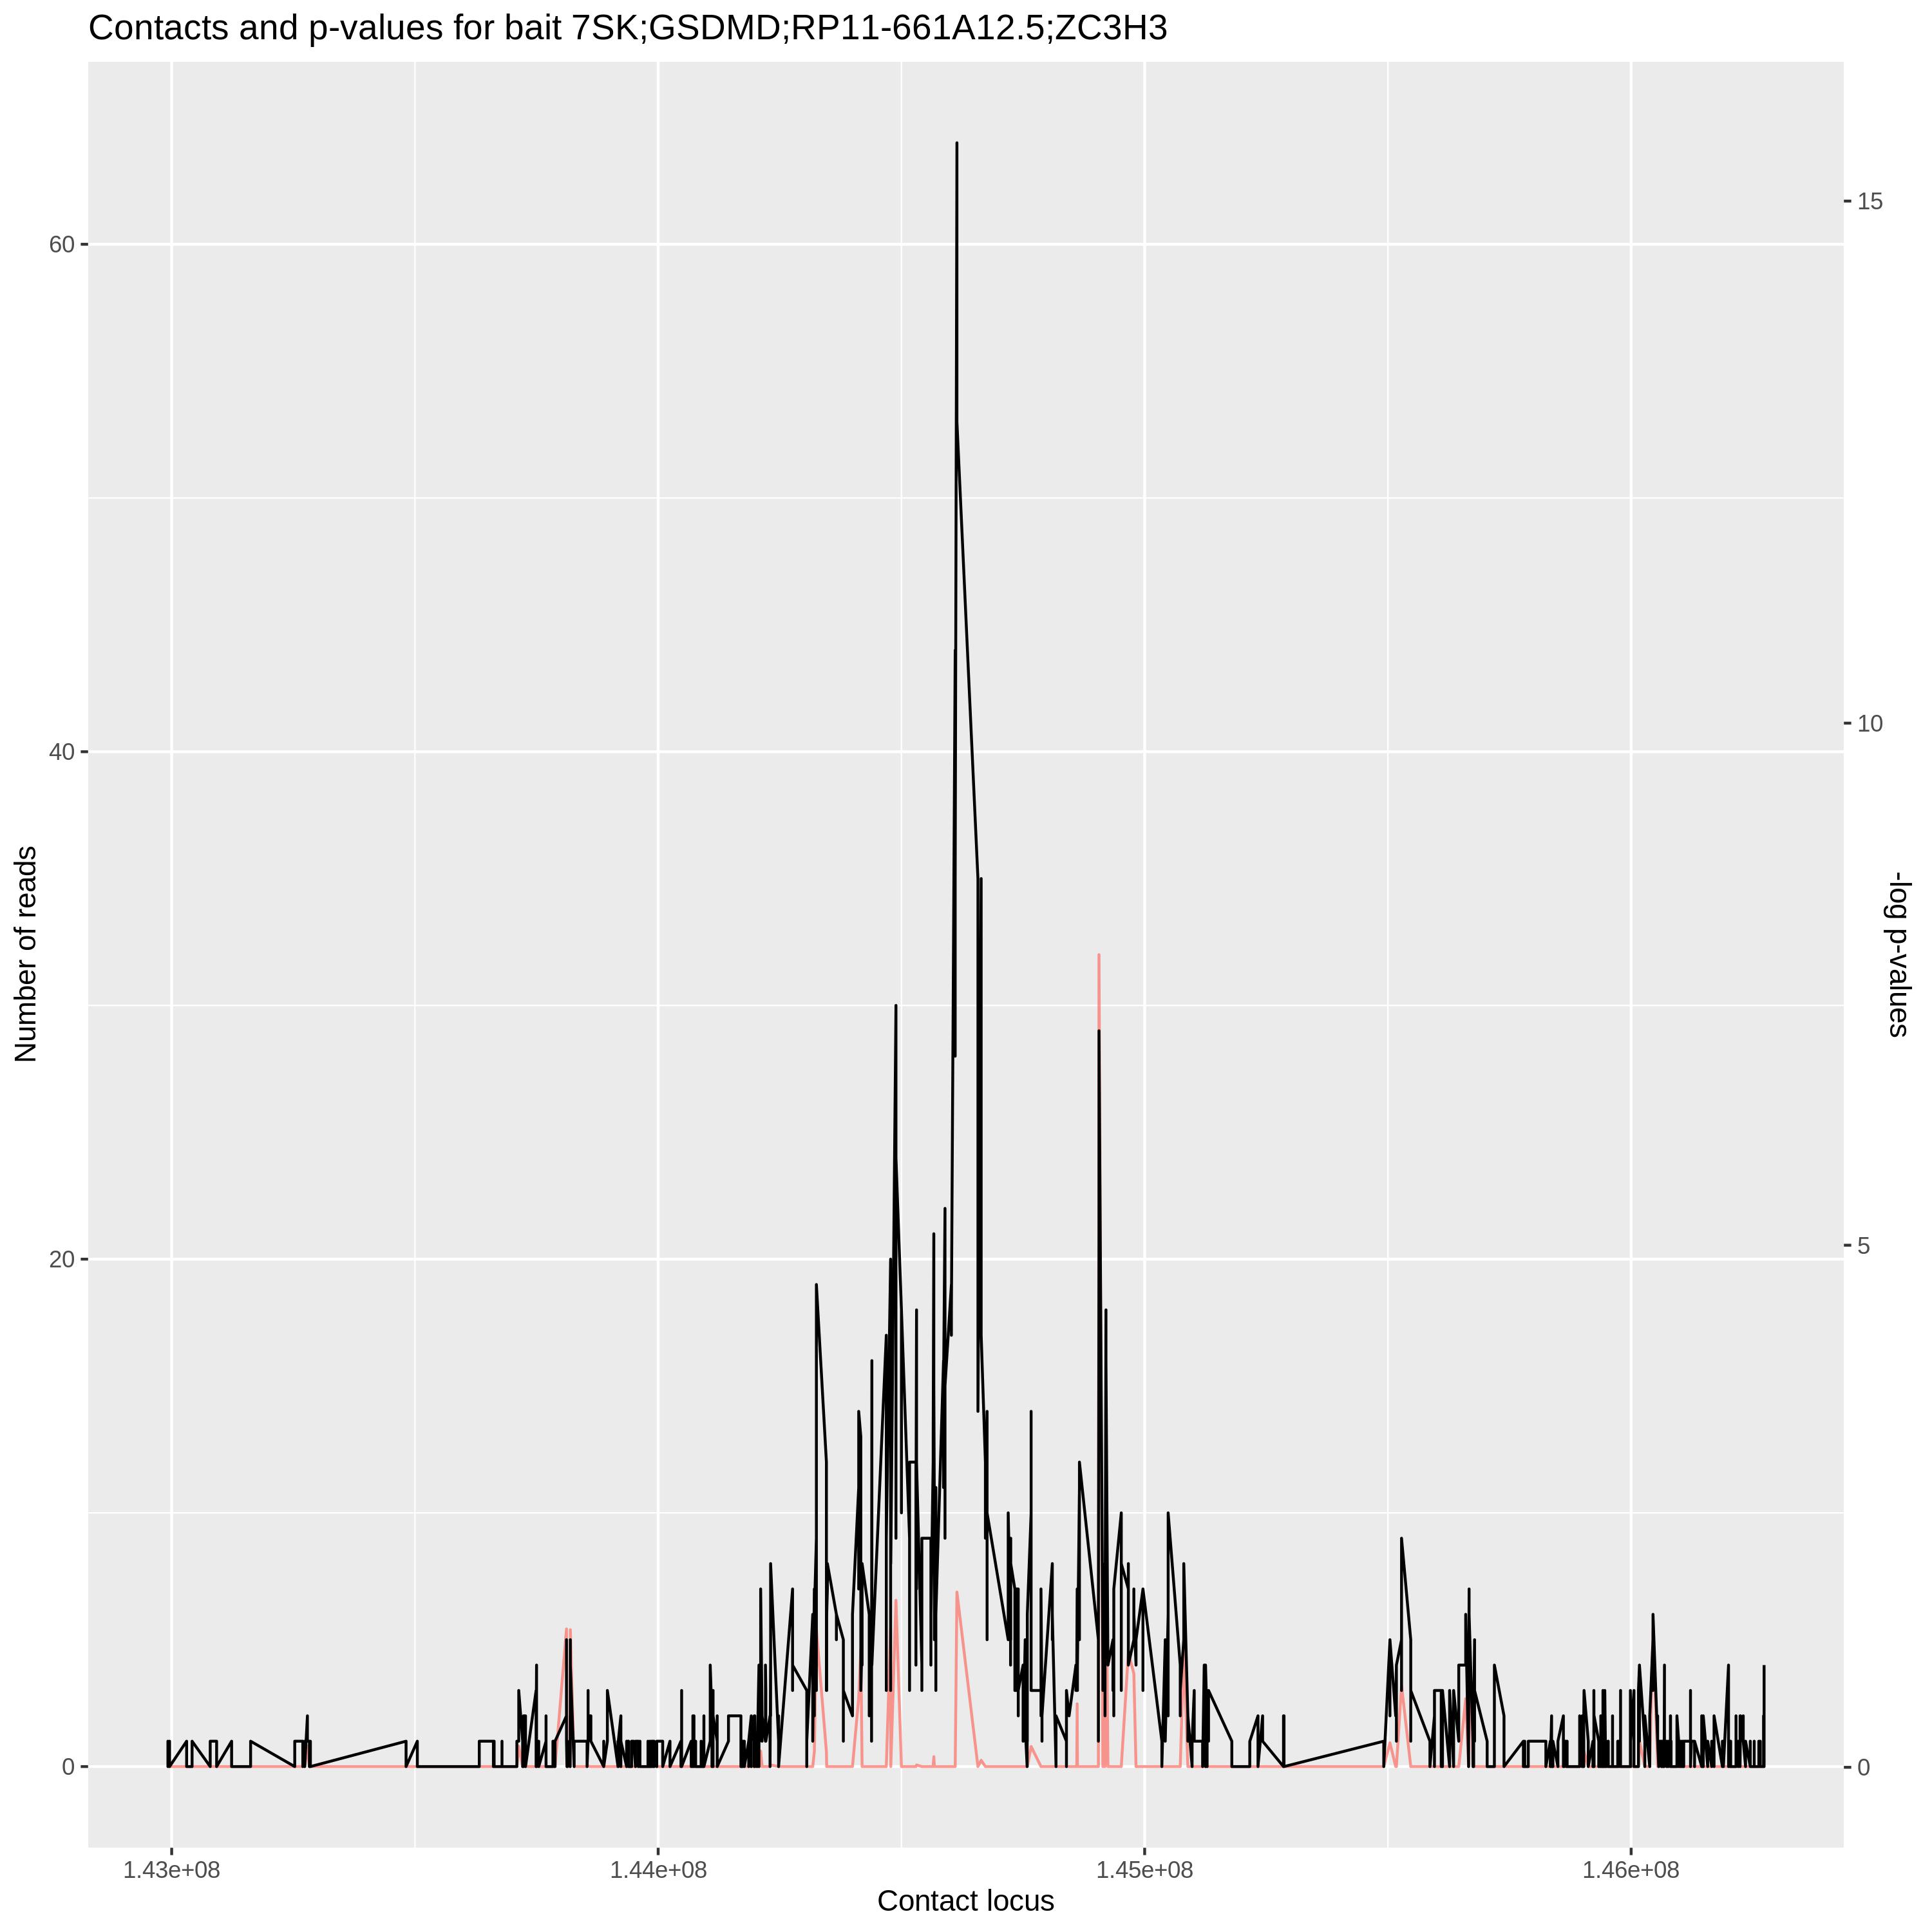 Contacts and p-values for bait 7SK;GSDMD;RP11-661A12.5;ZC3H3
60
40
20
0
Number of reads
15
10
5
0
-log p-values
1.43e+08
1.44e+08
1.45e+08
1.46e+08
Contact locus